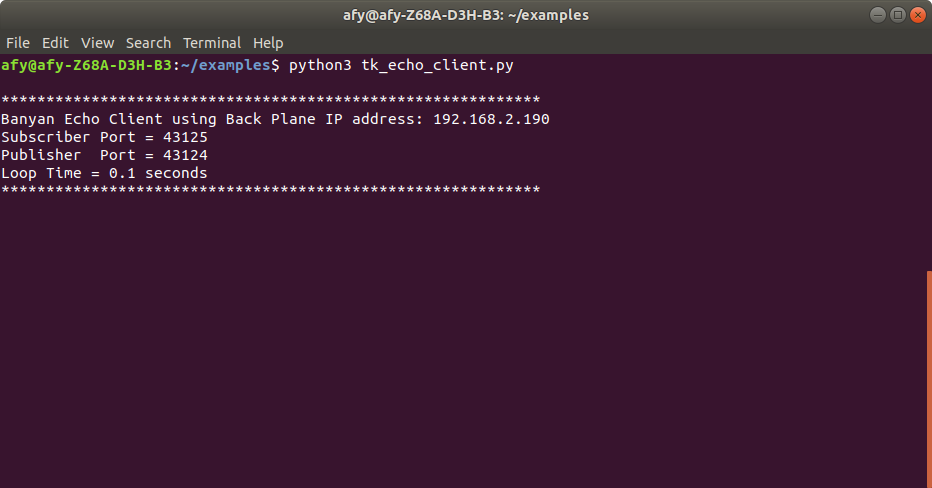 afy@afy-Z68A-D3H-B3: ~/examples
File Edit View Search Terminal Help
afy@afy-Z68A-D3H-B3:~/examples$ python3 tk_echo_client.py
************************************************************
Banyan Echo Client using Back Plane IP address: 192.168.2.190
Subscriber Port = 43125
Publisher  Port = 43124
Loop Time = 0.1 seconds
************************************************************